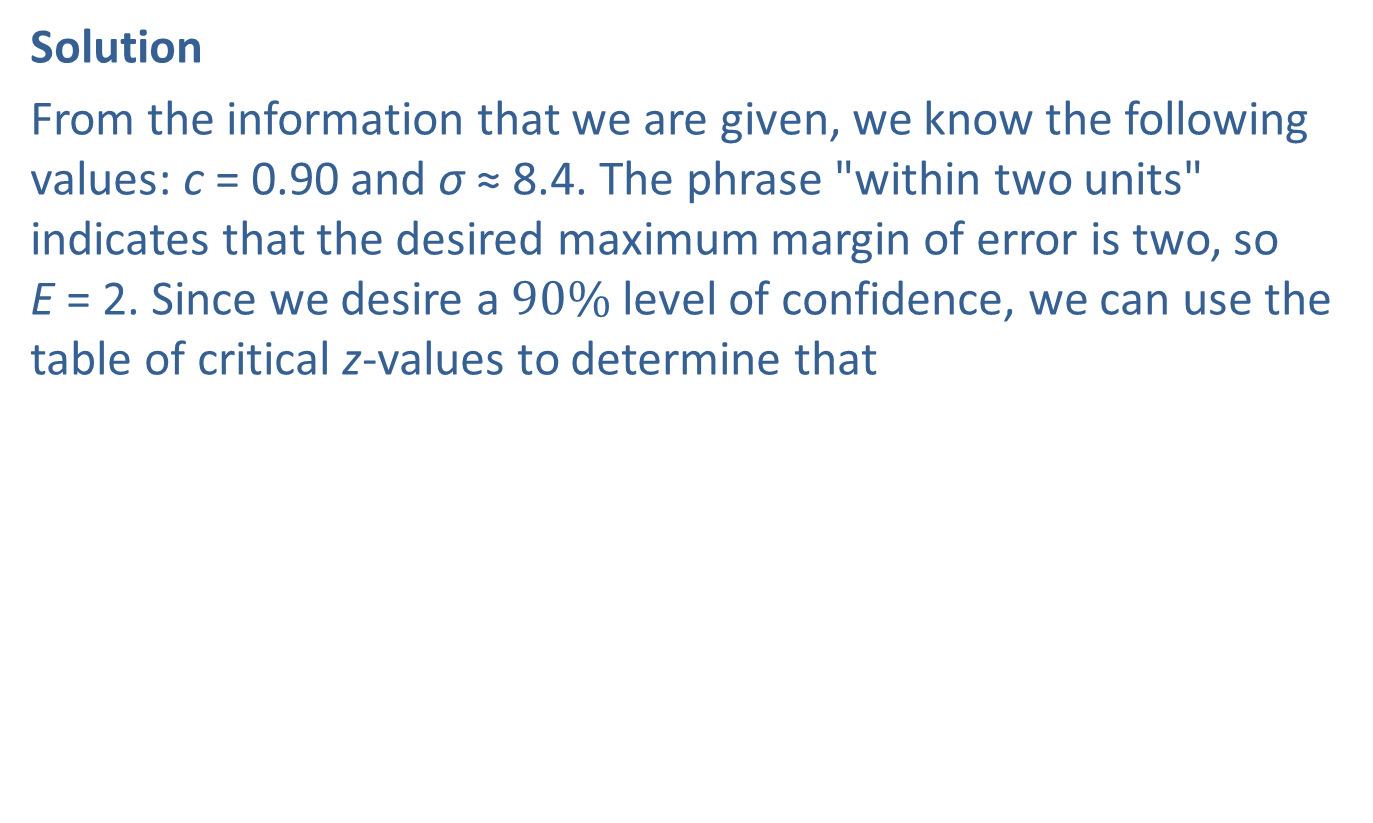 Solution
From the information that we are given, we know the following
values: c = 0.90 and σ ≈ 8.4. The phrase "within two units"
indicates that the desired maximum margin of error is two, so
E = 2. Since we desire a 90% level of confidence, we can use the
table of critical z-values to determine that